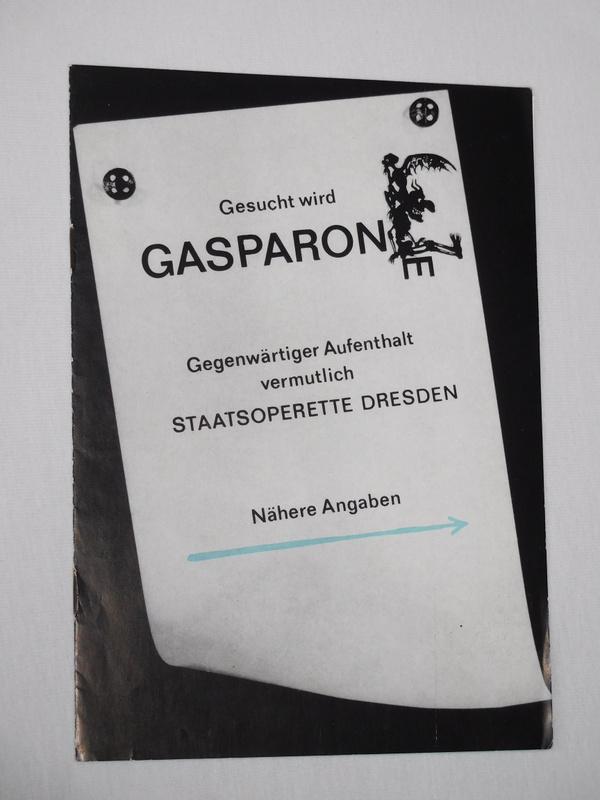 Gesucht wird
GASPARONE
Gegenwärtiger Aufenthalt
vermutlich
STAATSOPERETTE DRESDEN
Nähere Angaben